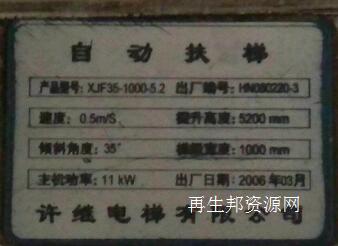 自动扶梯
产品型号: XJF35-1000-5.2 出厂编号: HN080220-3
速度: 0.5m/S 提升高度: 5200 mm
倾斜角度: 35° 梯级宽度: 1000 mm
主机功率: 11 kW 出厂日期: 2006 年03月
许继电梯有限公司
再生邦资源网
www.zaishengbang.com